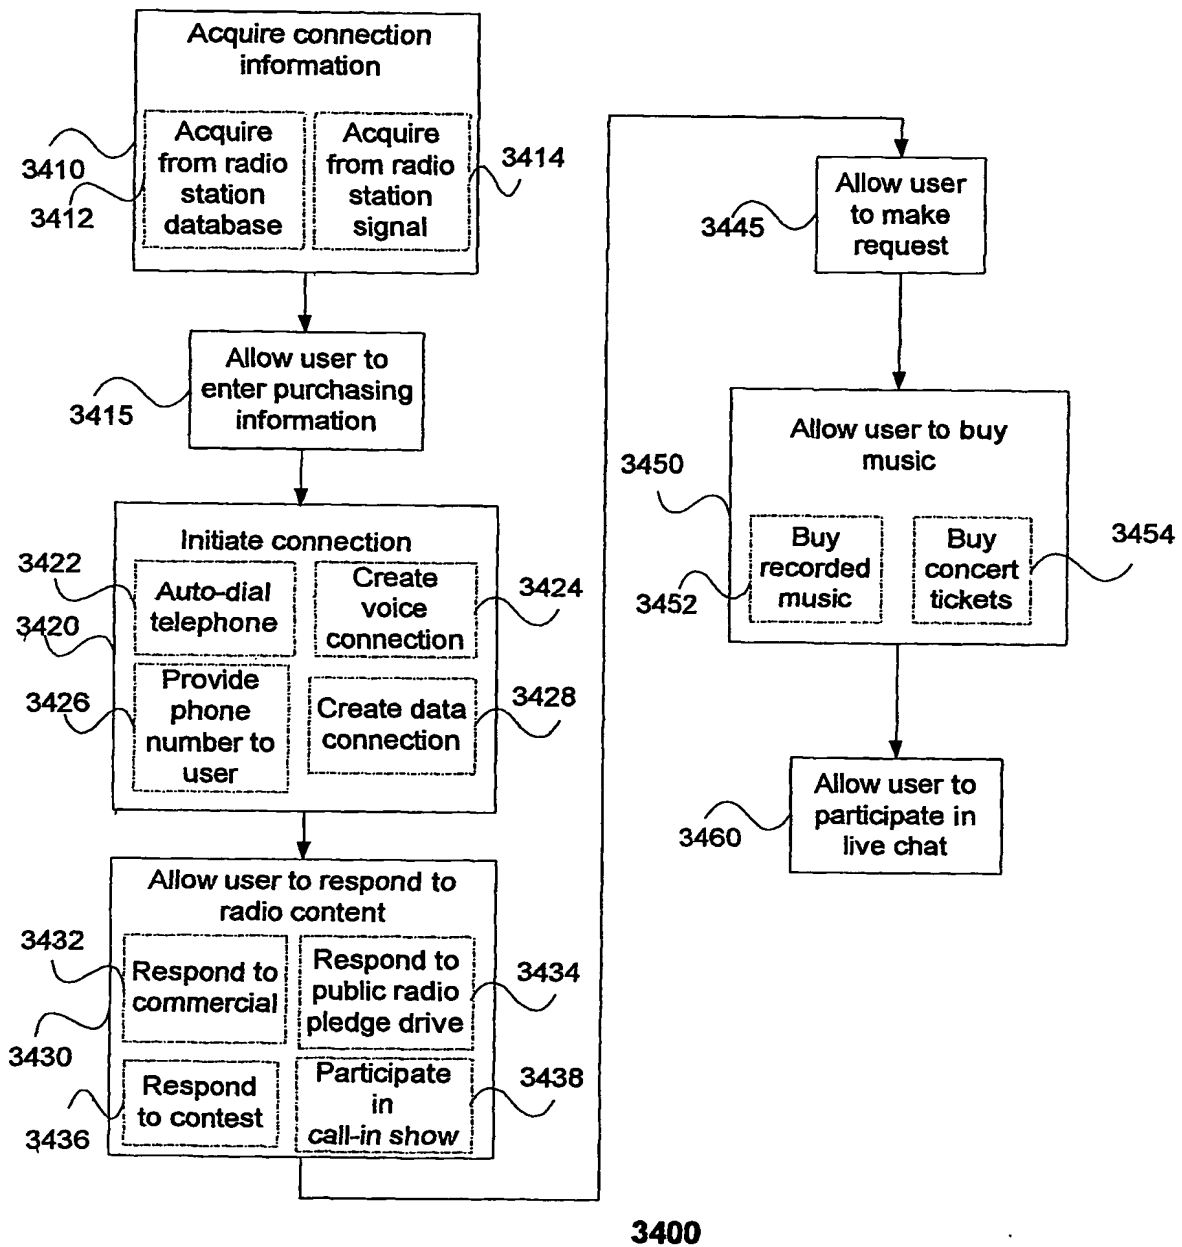 Acquire connection
information
Acquire
from radio
station
database
Acquire
from radio
station
signal
3410
3412
3414
Allow user to
enter purchasing
information
3415
Initiate connection
Auto-dial
telephone
Create
voice
connection
Provide
phone
number to
user
Create data
connection
3422
3420
3424
3426
3428
Allow user to respond to
radio content
Respond to
commercial
Respond to
public radio
pledge drive
Respond
to contest
Participate
in
call-in show
3432
3434
3430
3438
3436
Allow user
to make
request
3445
Allow user to buy
music
Buy
recorded
music
Buy
concert
tickets
3450
3454
3452
Allow user to
participate in
live chat
3460
3400